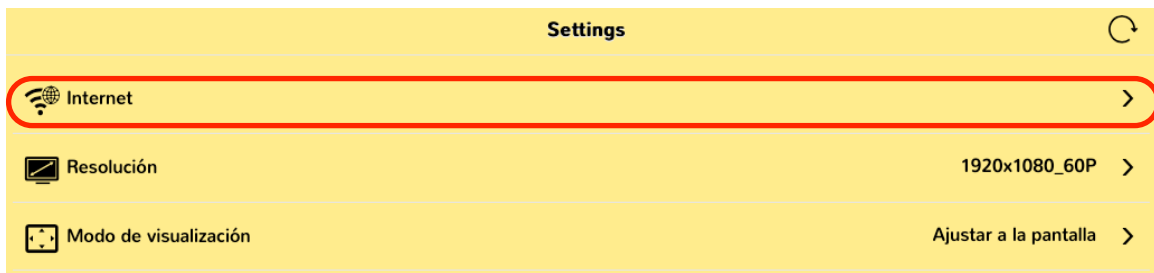 Settings
Internet
Resolución 1920x1080_60P
Modo de visualización Ajustar a la pantalla